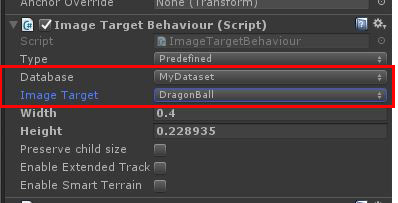 Anchor Override None (Transform)
Image Target Behaviour (Script)
Script ImageTargetBehaviour
Type Predefined
Database MyDataset
Image Target DragonBall
Width 0.4
Height 0.228935
Preserve child size
Enable Extended Track
Enable Smart Terrain